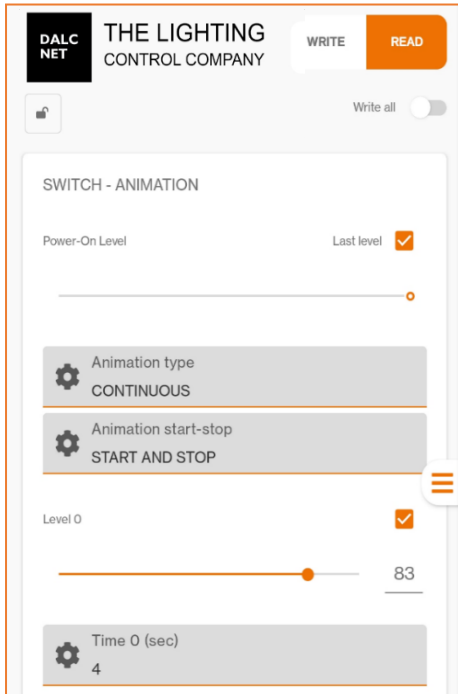 DALC
NET
THE LIGHTING
CONTROL COMPANY
WRITE
READ
Write all
SWITCH - ANIMATION
Power-On Level
Last level
Animation type
CONTINUOUS
Animation start-stop
START AND STOP
Level 0
83
Time 0 (sec)
4